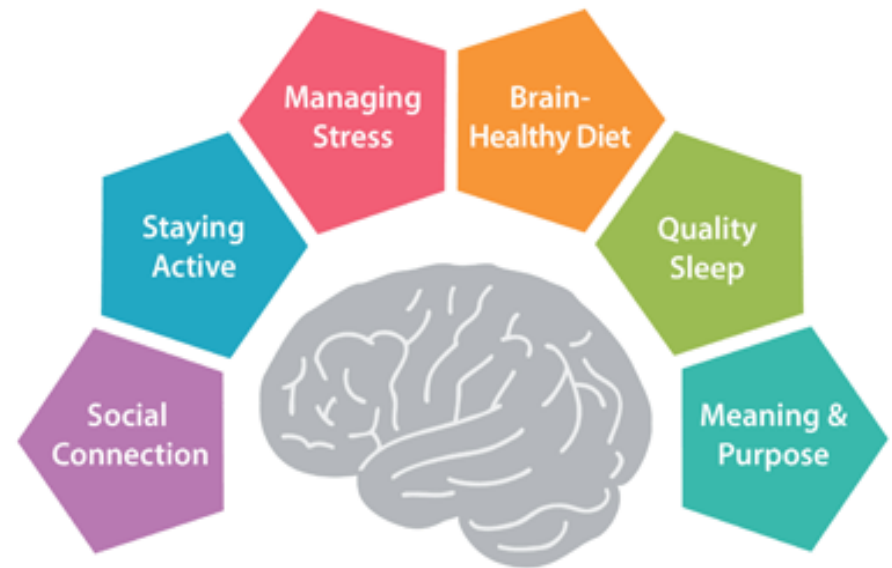 Managing
Stress
Brain-
Healthy Diet
Staying
Active
Quality
Sleep
Social
Connection
Meaning &
Purpose